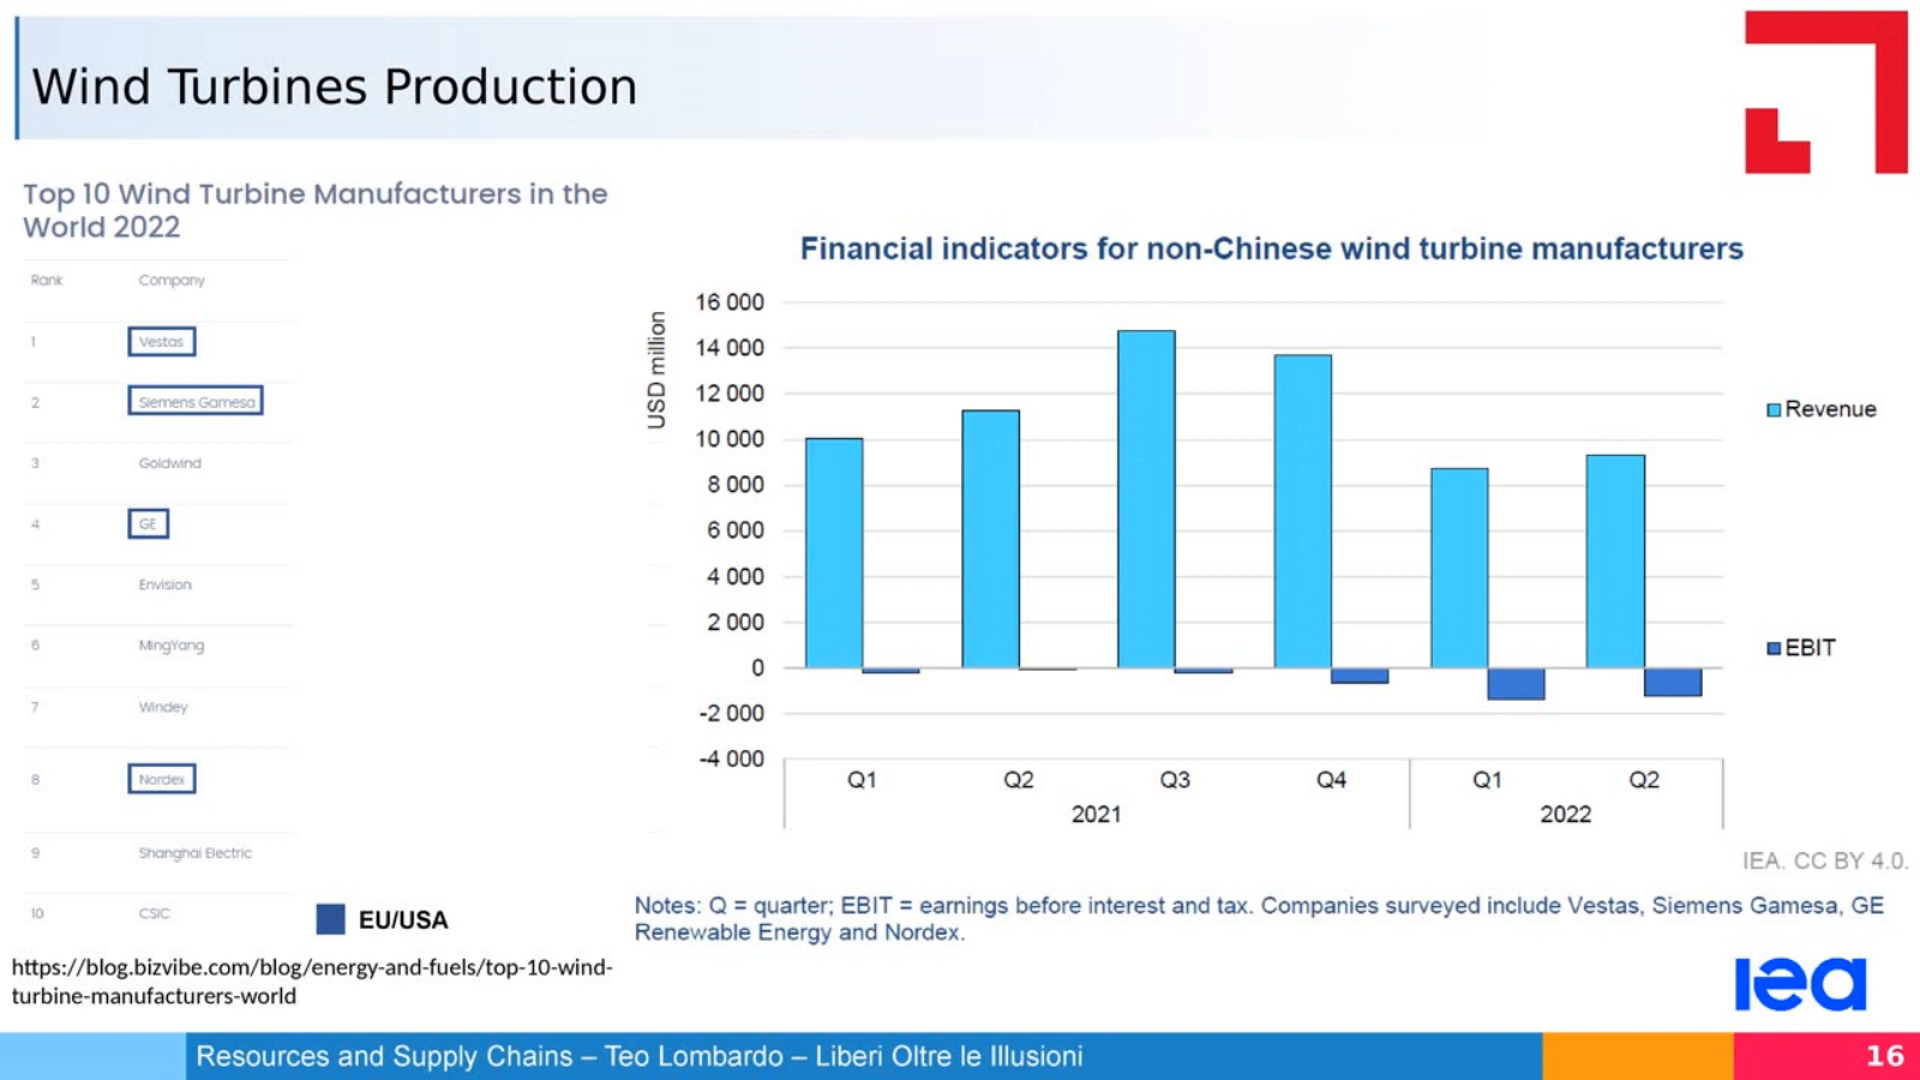 Wind Turbines Production
Top 10 Wind Turbine Manufacturers in the
World 2022
Rank Company
1 Vestas
2 Siemens Gamesa
3 Goldwind
4 GE
5 Envision
6 MingYang
7 Windey
8 Nordex
9 Shanghai Electric
10 CSIC
EU/USA
https://blog.bizvibe.com/blog/energy-and-fuels/top-10-wind-
turbine-manufacturers-world
Financial indicators for non-Chinese wind turbine manufacturers
USD million
16 000
14 000
12 000
10 000
8 000
6 000
4 000
2 000
0
-2 000
-4 000
Q1 Q2 Q3 Q4 Q1 Q2
2021 2022
Revenue
EBIT
IEA. CC BY 4.0.
Notes: Q = quarter; EBIT = earnings before interest and tax. Companies surveyed include Vestas, Siemens Gamesa, GE
Renewable Energy and Nordex.
iea
Resources and Supply Chains – Teo Lombardo – Liberi Oltre le Illusioni
16